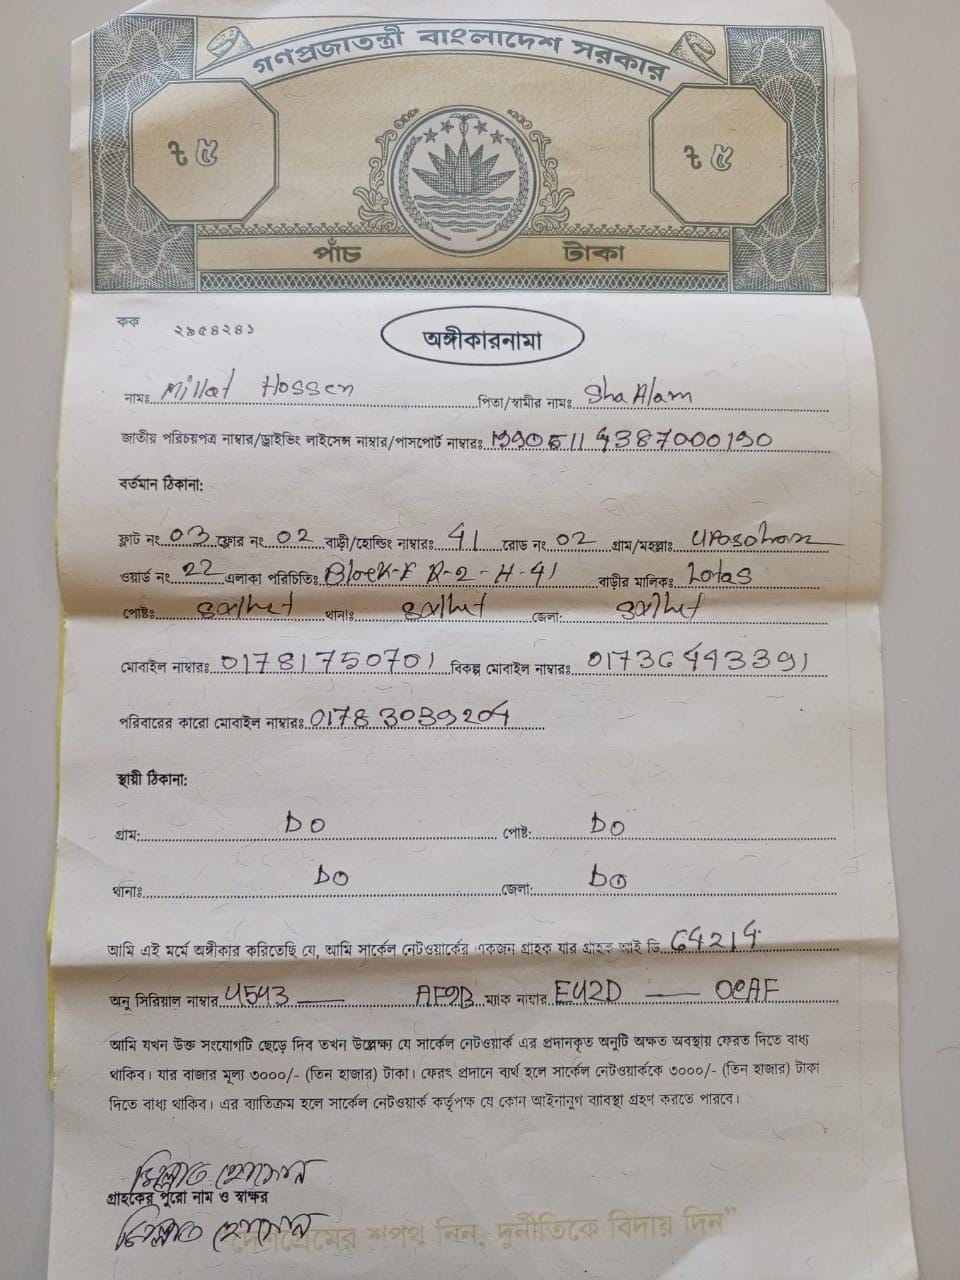 গণপ্রজাতন্ত্রী বাংলাদেশ সরকার
৳ ৫ ৳ ৫
পাঁচ টাকা
কক ২৯৫৪২৪১
অঙ্গীকারনামা
নামঃ Millat Hossen পিতা/স্বামীর নামঃ Sha Alam
জাতীয় পরিচয়পত্র নাম্বার/ড্রাইভিং লাইসেন্স নাম্বার/পাসপোর্ট নাম্বারঃ 19905114387000190
বর্তমান ঠিকানা:
ফ্লাট নং 03 ফ্লোর নং 02 বাড়ী/হোল্ডিং নাম্বারঃ 41 রোড নং 02 গ্রাম/মহল্লাঃ
ওয়ার্ড নং 22 এলাকা পরিচিতিঃ Block-F R-2-H-41 বাড়ীর মালিকঃ Lotas
পোষ্টঃ Sylhet থানাঃ Sylhet জেলা: Sylhet
মোবাইল নাম্বারঃ 01781750701 বিকল্প মোবাইল নাম্বারঃ 01736443391
পরিবারের কারো মোবাইল নাম্বারঃ 01783039204
স্থায়ী ঠিকানা:
গ্রাম: DO পোষ্ট: DO
থানাঃ DO জেলা: DO
আমি এই মর্মে অঙ্গীকার করিতেছি যে, আমি সার্কেল নেটওয়ার্কের একজন গ্রাহক যার গ্রাহক আই ডি 64214
অনু সিরিয়াল নাম্বার 4543 — AF9B ম্যাক নাম্বার E42D — 0CAF
আমি যখন উক্ত সংযোগটি ছেড়ে দিব তখন উল্লেক্ষ্য যে সার্কেল নেটওয়ার্ক এর প্রদানকৃত অনুটি অক্ষত অবস্থায় ফেরত দিতে বাধ্য
থাকিব। যার বাজার মূল্য ৩০০০/- (তিন হাজার) টাকা। ফেরৎ প্রদানে ব্যর্থ হলে সার্কেল নেটওয়ার্ককে ৩০০০/- (তিন হাজার) টাকা
দিতে বাধ্য থাকিব। এর ব্যাতিক্রম হলে সার্কেল নেটওয়ার্ক কর্তৃপক্ষ যে কোন আইনানুগ ব্যাবস্থা গ্রহণ করতে পারবে।
মিল্লাত হোসেন
গ্রাহকের পুরো নাম ও স্বাক্ষর
মিল্লাত হোসেন
"দেশপ্রেমের শপথ নিন, দুর্নীতিকে বিদায় দিন"